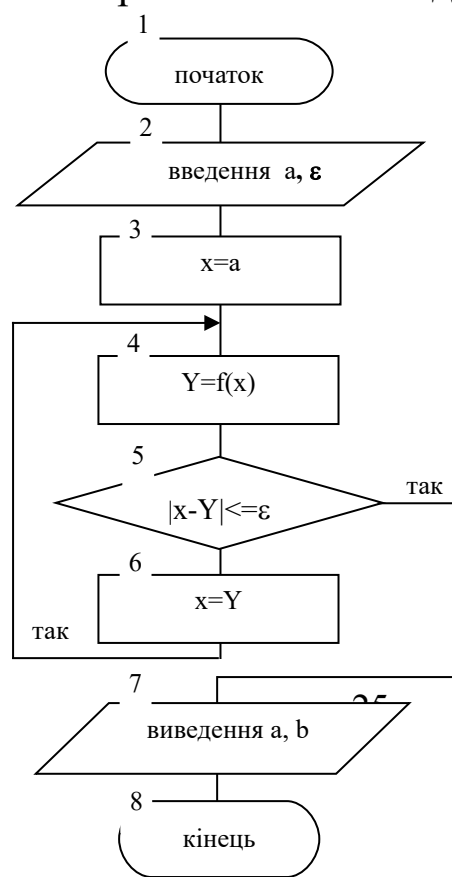 1
початок
2
введення a, ε
3
x=a
4
Y=f(x)
5
|x-Y|<=ε
так
6
x=Y
так
7
виведення a, b
8
кінець